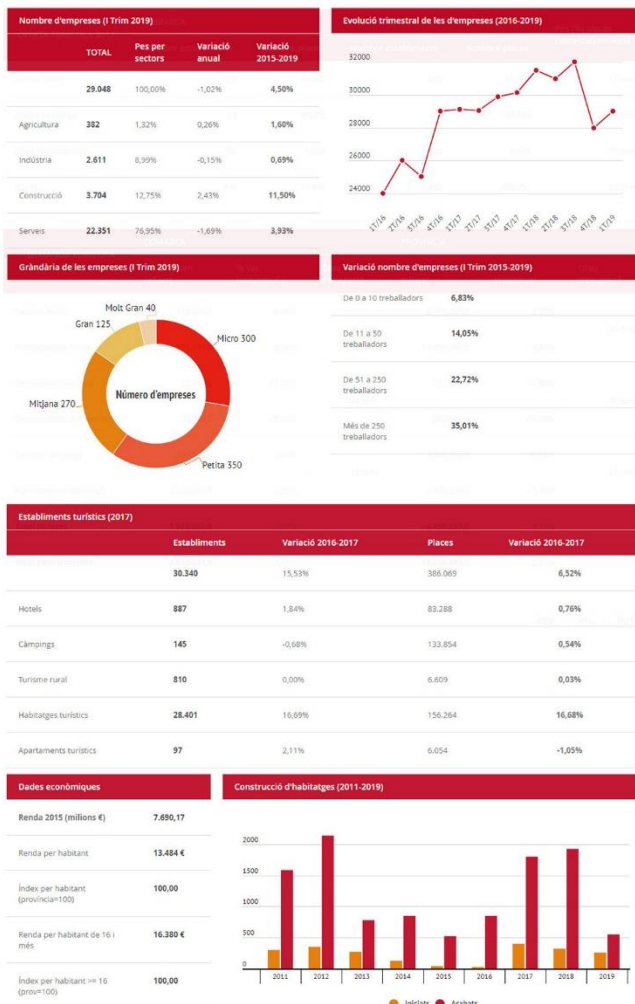 Nombre d'empreses (I Trim 2019)
TOTAL Pes per sectors Variació anual Variació 2015-2019
29.048 100,00% -1,02% 4,50%
Agricultura 382 1,32% 0,26% 1,60%
Indústria 2.611 8,99% -0,15% 0,69%
Construcció 3.704 12,75% 2,43% 11,50%
Serveis 22.351 76,95% -1,69% 3,93%
Evolució trimestral de les d'empreses (2016-2019)
32000
30000
28000
26000
24000
1T/16 2T/16 3T/16 4T/16 1T/17 2T/17 3T/17 4T/17 1T/18 2T/18 3T/18 4T/18 1T/19
Gràndària de les empreses (I Trim 2019)
Molt Gran 40
Gran 125
Micro 300
Mitjana 270
Número d'empreses
Petita 350
Variació nombre d'empreses (I Trim 2015-2019)
De 0 a 10 treballadors 6,83%
De 11 a 50 treballadors 14,05%
De 51 a 250 treballadors 22,72%
Més de 250 treballadors 35,01%
Establiments turístics (2017)
Establiments Variació 2016-2017 Places Variació 2016-2017
30.340 15,53% 386.069 6,52%
Hotels 887 1,84% 83.288 0,76%
Càmpings 145 -0,68% 133.854 0,54%
Turisme rural 810 0,00% 6.609 0,03%
Habitatges turístics 28.401 16,69% 156.264 16,68%
Apartaments turístics 97 2,11% 6.054 -1,05%
Dades econòmiques
Renda 2015 (milions €) 7.690,17
Renda per habitant 13.484 €
Índex per habitant (província=100) 100,00
Renda per habitant de 16 i més 16.380 €
Índex per habitant >= 16 (prov=100) 100,00
Construcció d'habitatges (2011-2019)
2000
1500
1000
500
0
2011 2012 2013 2014 2015 2016 2017 2018 2019
Iniciats Acabats